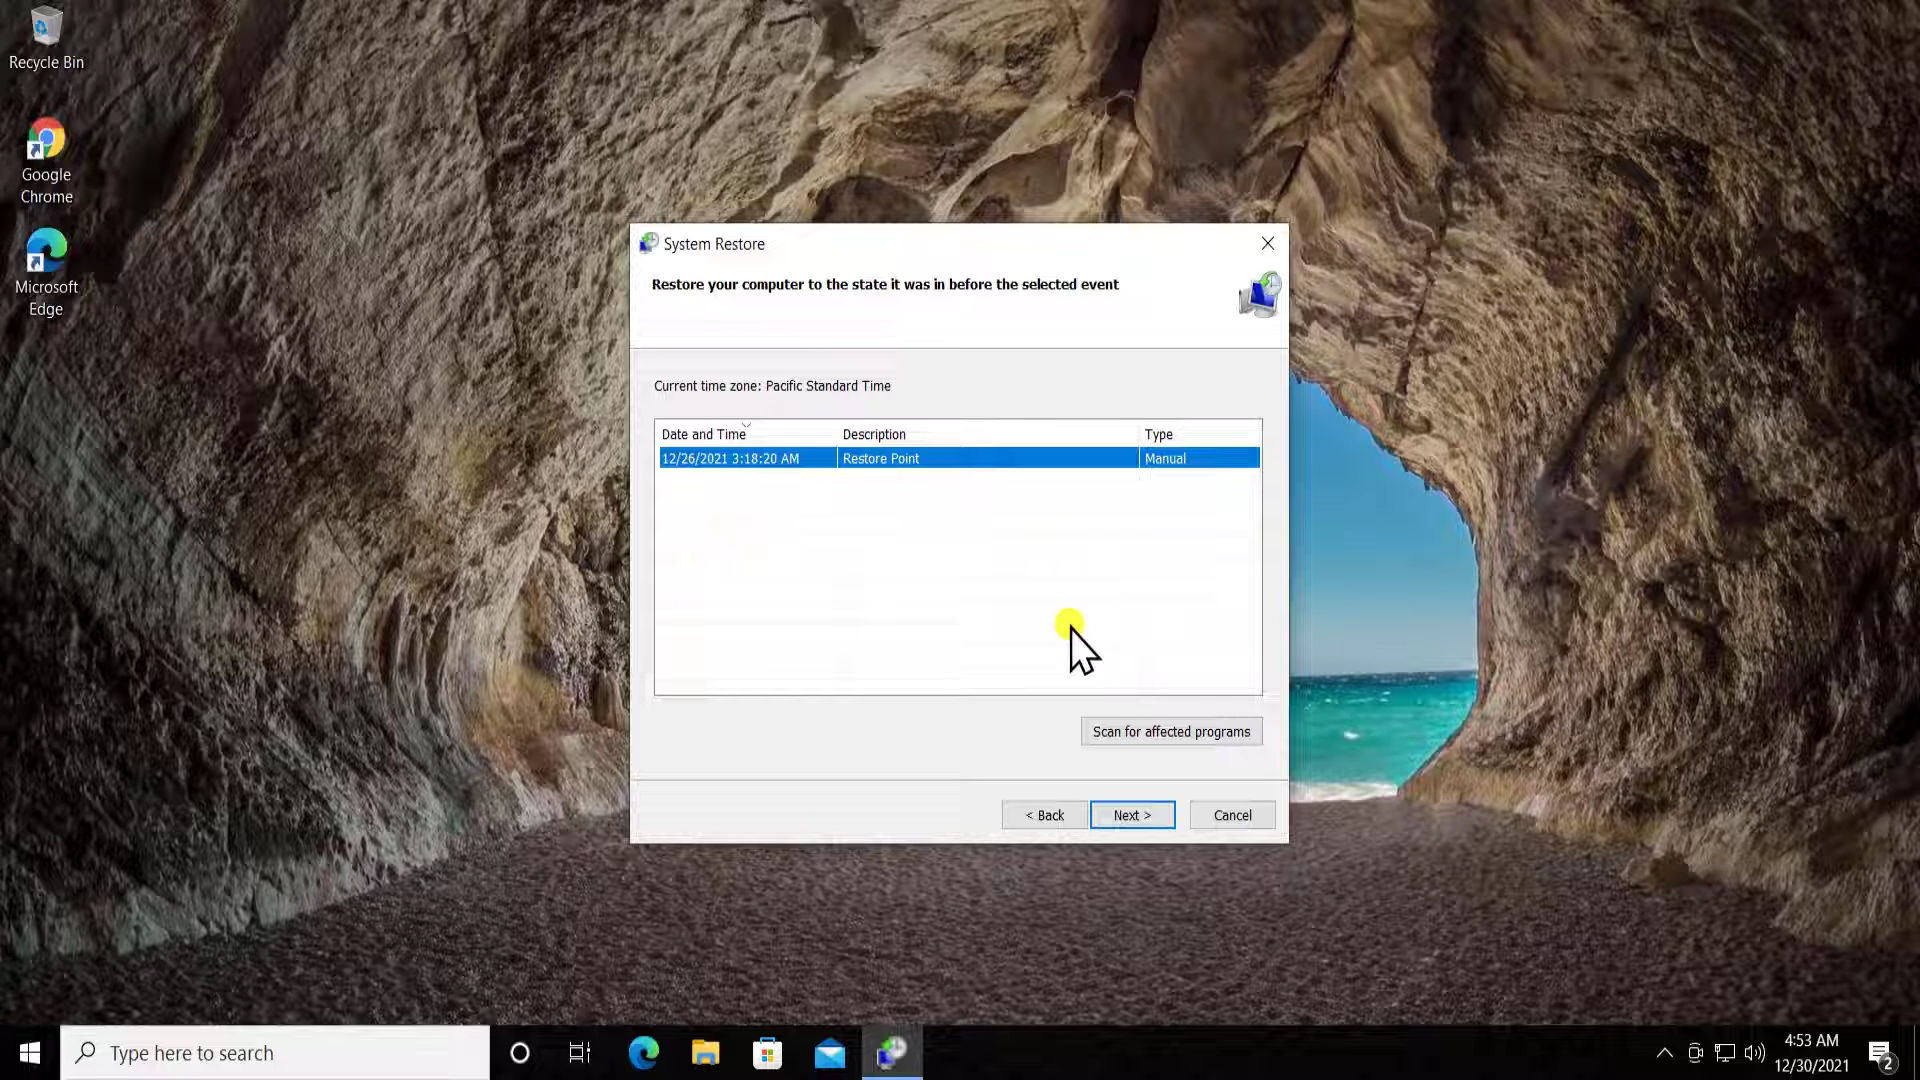 Recycle Bin
Google
Chrome
Microsoft
Edge
System Restore
Restore your computer to the state it was in before the selected event
Current time zone: Pacific Standard Time
Date and Time Description Type
12/26/2021 3:18:20 AM Restore Point Manual
Scan for affected programs
< Back Next > Cancel
Type here to search
4:53 AM
12/30/2021
2